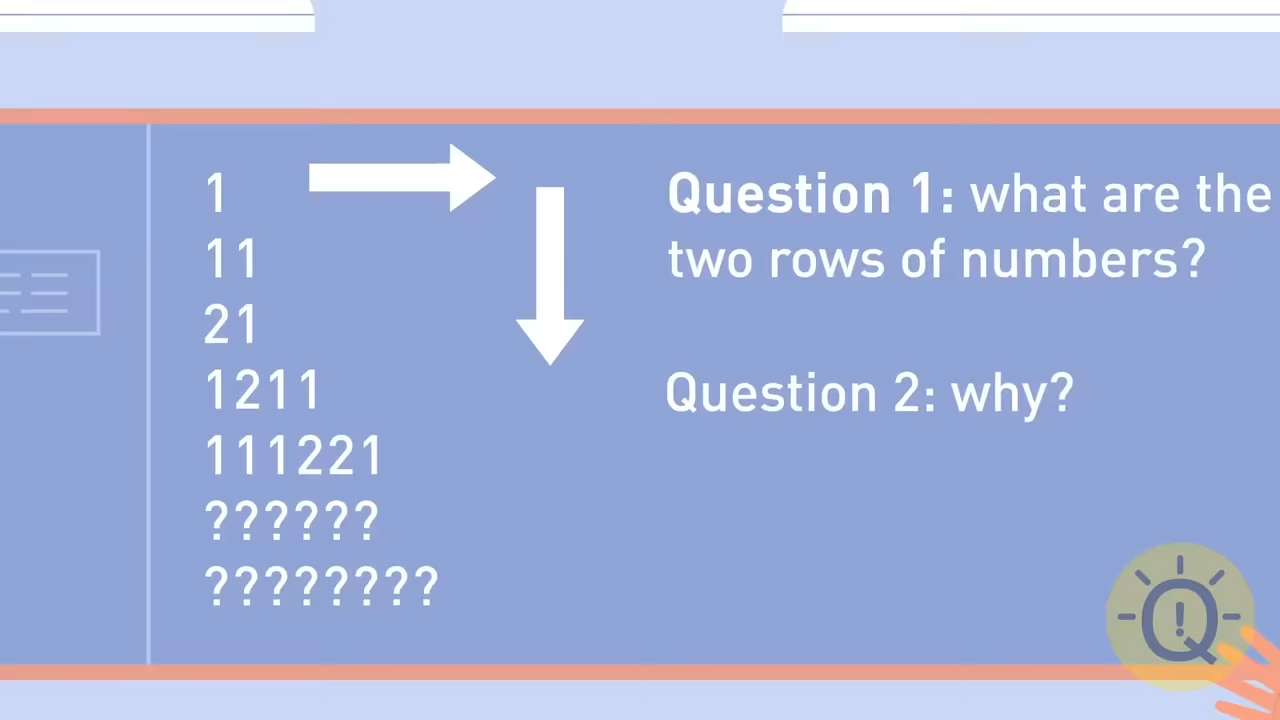 1
11
21
1211
111221
??????
????????
Question 1: what are the
two rows of numbers?
Question 2: why?
Q!